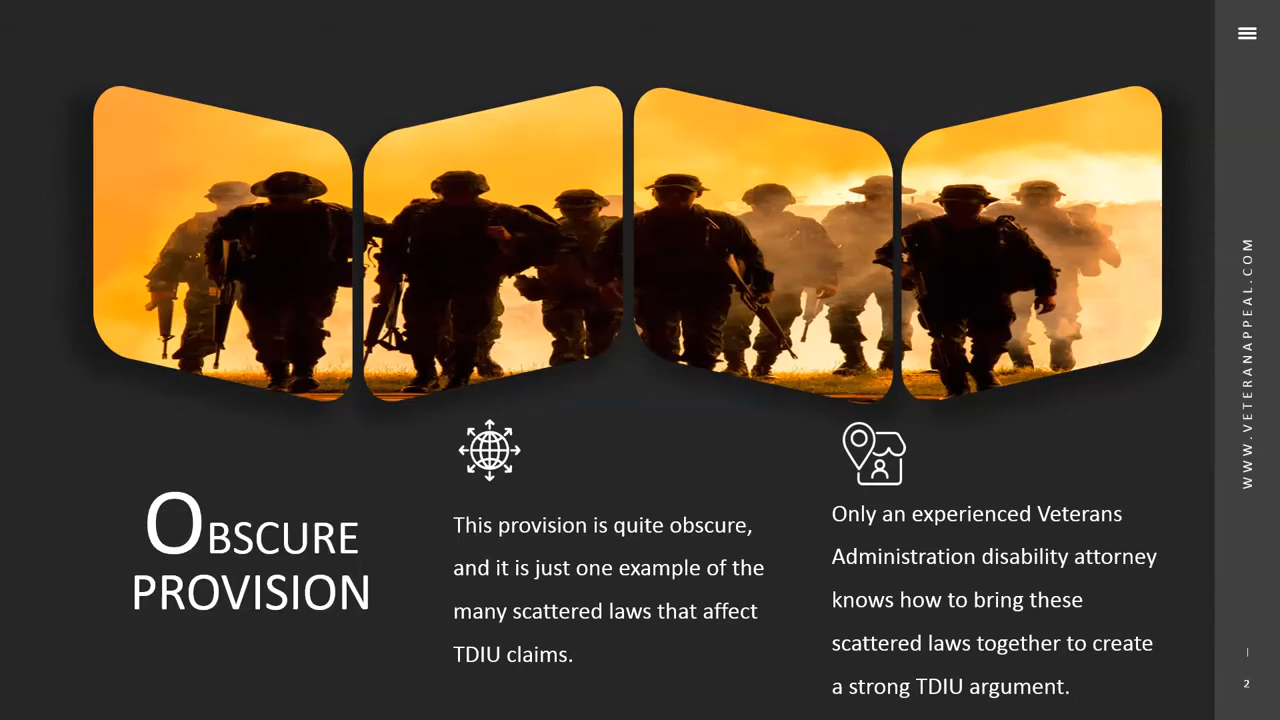 OBSCURE
PROVISION
This provision is quite obscure,
and it is just one example of the
many scattered laws that affect
TDIU claims.
Only an experienced Veterans
Administration disability attorney
knows how to bring these
scattered laws together to create
a strong TDIU argument.
WWW.VETERANAPPEAL.COM
|
2